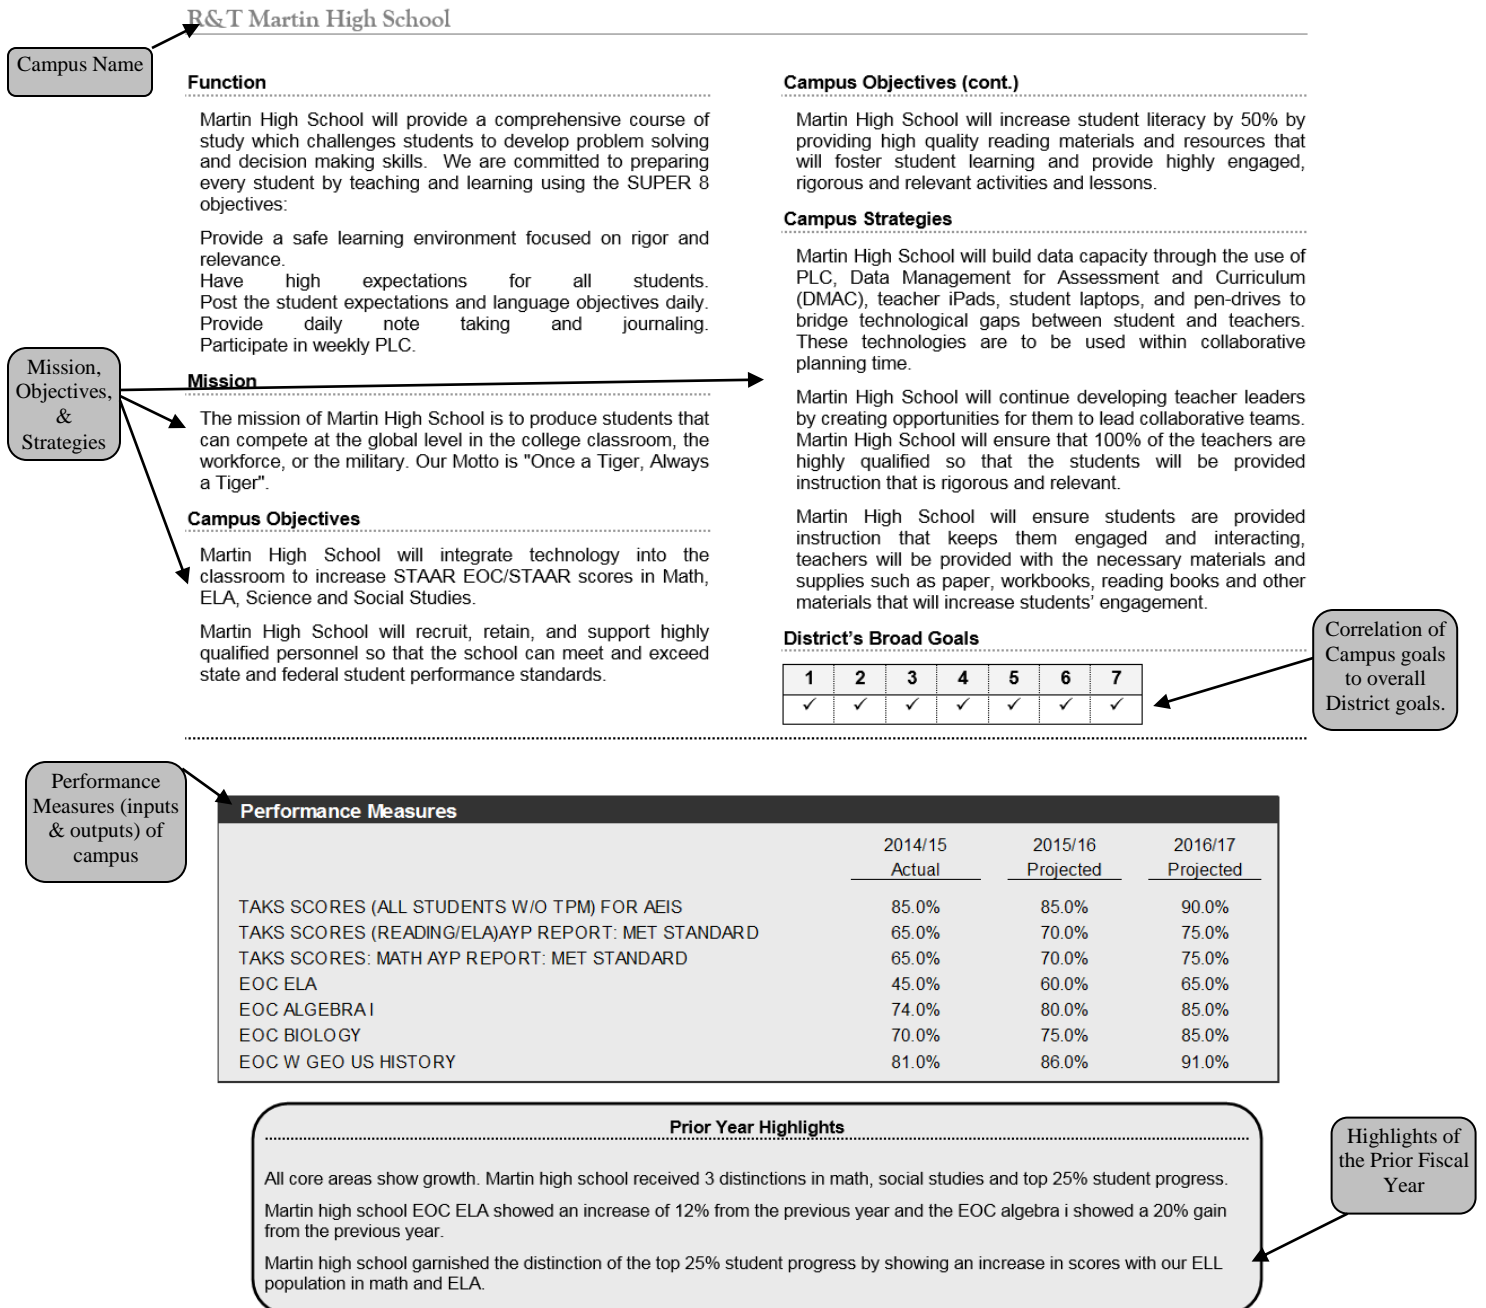 R&T Martin High School
Campus Name
Function
Martin High School will provide a comprehensive course of
study which challenges students to develop problem solving
and decision making skills. We are committed to preparing
every student by teaching and learning using the SUPER 8
objectives:
Provide a safe learning environment focused on rigor and
relevance.
Have high expectations for all students.
Post the student expectations and language objectives daily.
Provide daily note taking and journaling.
Participate in weekly PLC.
Mission,
Objectives,
&
Strategies
Mission
The mission of Martin High School is to produce students that
can compete at the global level in the college classroom, the
workforce, or the military. Our Motto is "Once a Tiger, Always
a Tiger".
Campus Objectives
Martin High School will integrate technology into the
classroom to increase STAAR EOC/STAAR scores in Math,
ELA, Science and Social Studies.
Martin High School will recruit, retain, and support highly
qualified personnel so that the school can meet and exceed
state and federal student performance standards.
Campus Objectives (cont.)
Martin High School will increase student literacy by 50% by
providing high quality reading materials and resources that
will foster student learning and provide highly engaged,
rigorous and relevant activities and lessons.
Campus Strategies
Martin High School will build data capacity through the use of
PLC, Data Management for Assessment and Curriculum
(DMAC), teacher iPads, student laptops, and pen-drives to
bridge technological gaps between student and teachers.
These technologies are to be used within collaborative
planning time.
Martin High School will continue developing teacher leaders
by creating opportunities for them to lead collaborative teams.
Martin High School will ensure that 100% of the teachers are
highly qualified so that the students will be provided
instruction that is rigorous and relevant.
Martin High School will ensure students are provided
instruction that keeps them engaged and interacting,
teachers will be provided with the necessary materials and
supplies such as paper, workbooks, reading books and other
materials that will increase students’ engagement.
District's Broad Goals
1 2 3 4 5 6 7
✓ ✓ ✓ ✓ ✓ ✓ ✓
Correlation of
Campus goals
to overall
District goals.
Performance
Measures (inputs
& outputs) of
campus
Performance Measures
2014/15 2015/16 2016/17
Actual Projected Projected
TAKS SCORES (ALL STUDENTS W/O TPM) FOR AEIS 85.0% 85.0% 90.0%
TAKS SCORES (READING/ELA)AYP REPORT: MET STANDARD 65.0% 70.0% 75.0%
TAKS SCORES: MATH AYP REPORT: MET STANDARD 65.0% 70.0% 75.0%
EOC ELA 45.0% 60.0% 65.0%
EOC ALGEBRA I 74.0% 80.0% 85.0%
EOC BIOLOGY 70.0% 75.0% 85.0%
EOC W GEO US HISTORY 81.0% 86.0% 91.0%
Prior Year Highlights
All core areas show growth. Martin high school received 3 distinctions in math, social studies and top 25% student progress.
Martin high school EOC ELA showed an increase of 12% from the previous year and the EOC algebra i showed a 20% gain
from the previous year.
Martin high school garnished the distinction of the top 25% student progress by showing an increase in scores with our ELL
population in math and ELA.
Highlights of
the Prior Fiscal
Year